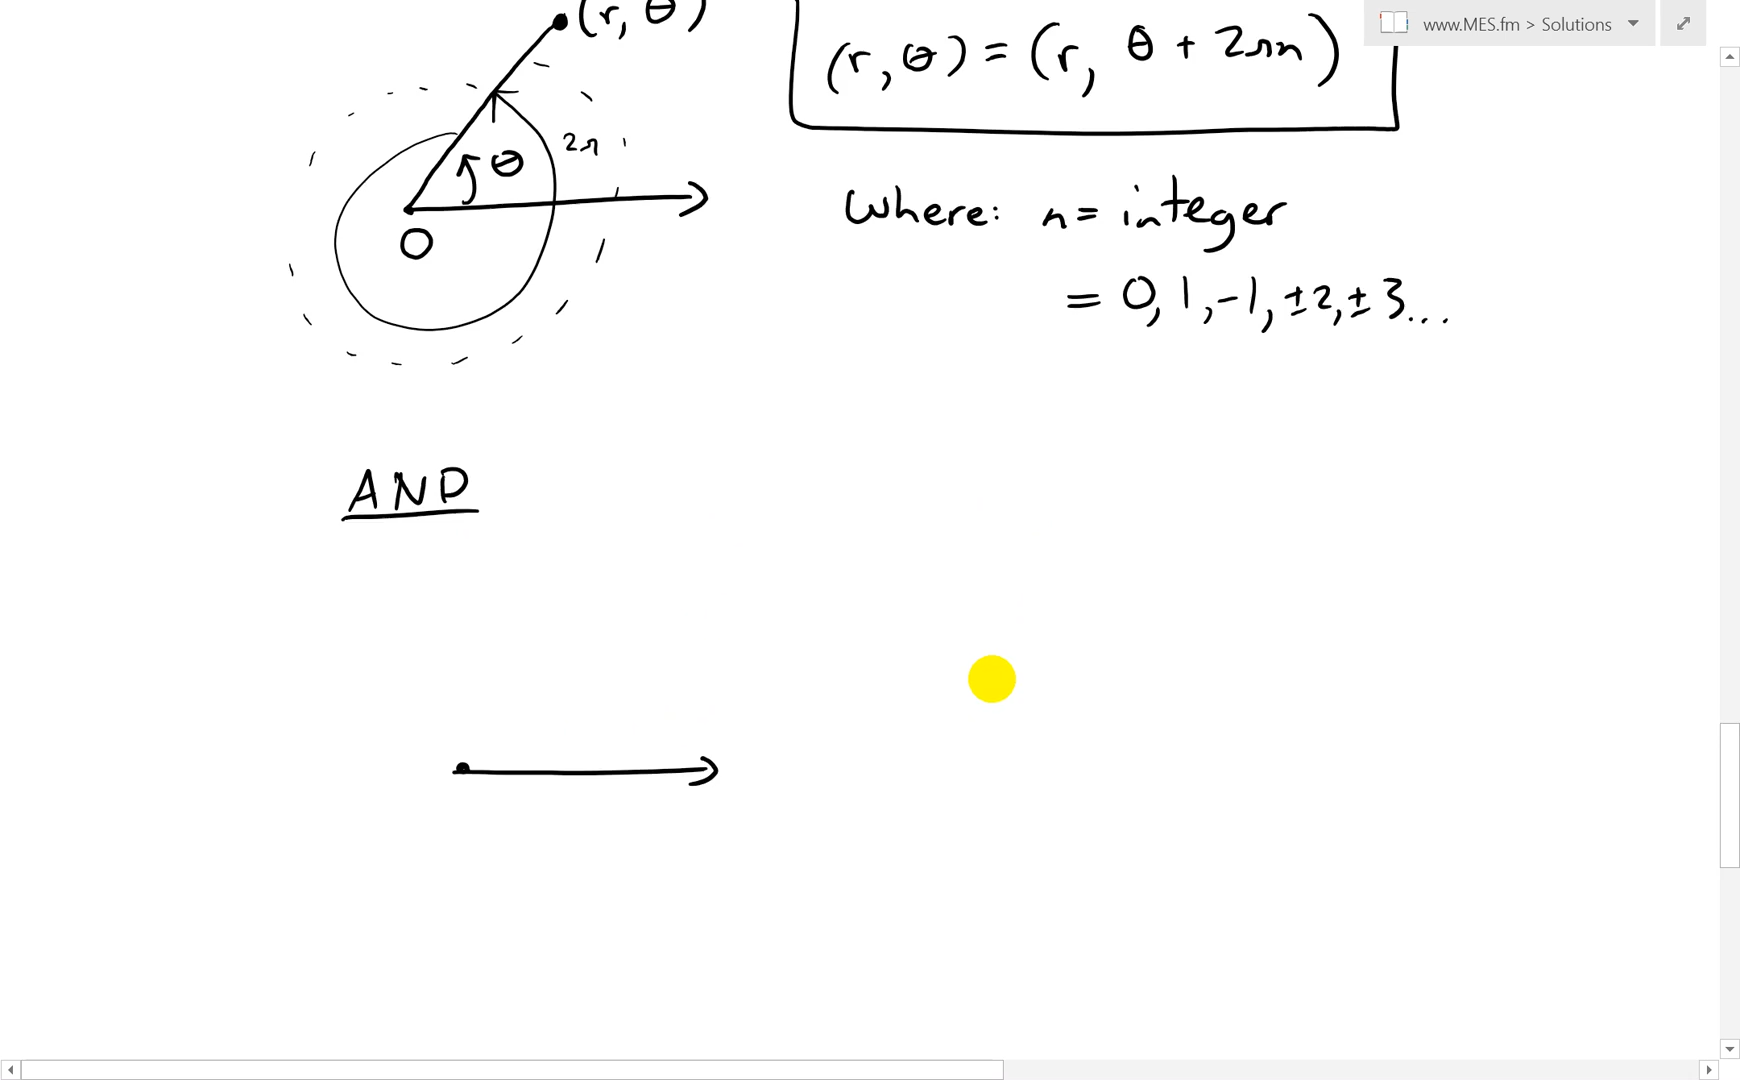 (r, θ)
(r, θ) = (r, θ + 2πn)
www.MES.fm > Solutions
2π
θ
O
Where: n = integer
= 0, 1, -1, ±2, ±3...
AND